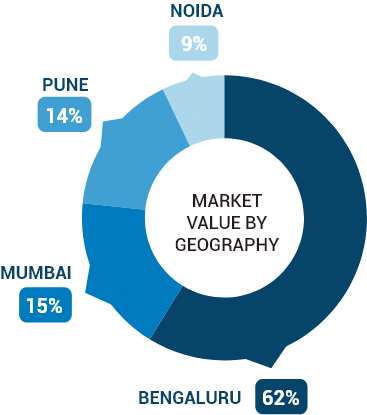 NOIDA
9%
PUNE
14%
MARKET
VALUE BY
GEOGRAPHY
MUMBAI
15%
BENGALURU 62%